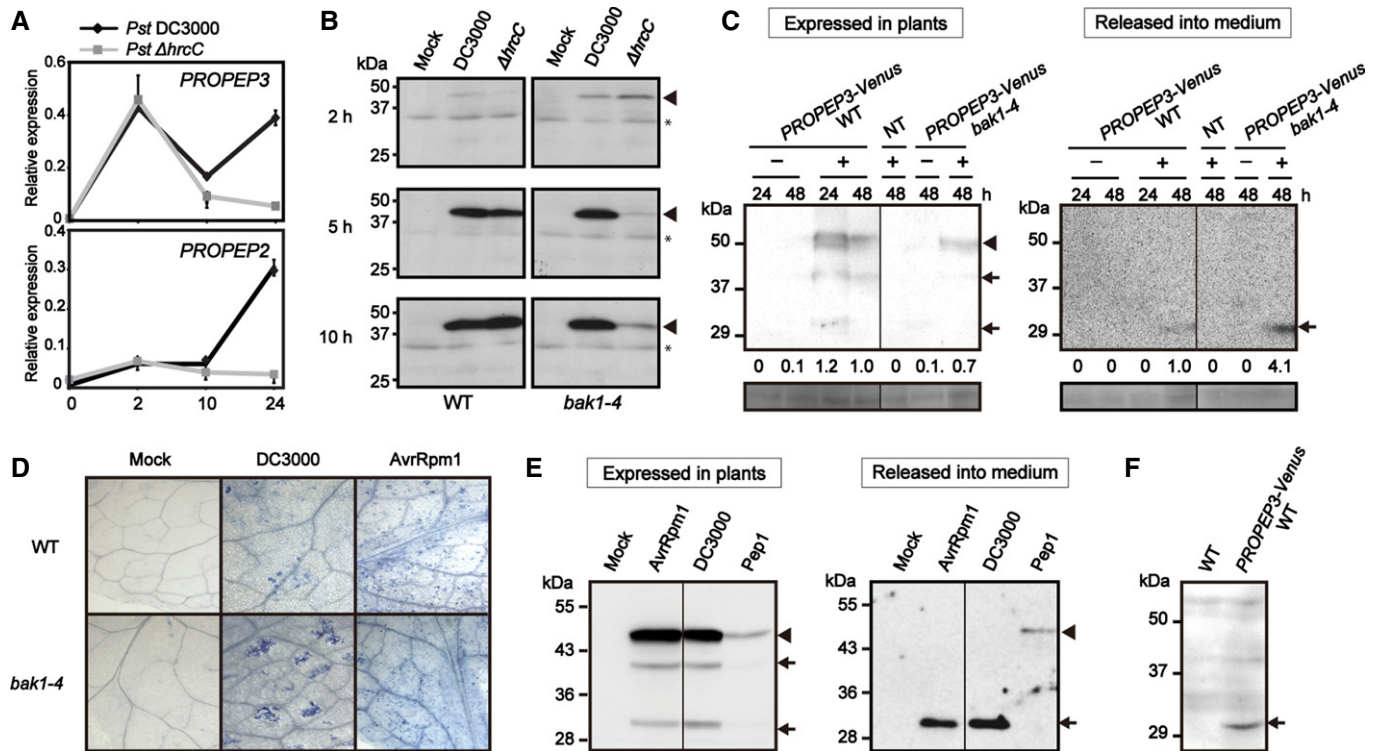 A
Pst DC3000
Pst ΔhrcC
Relative expression
0.6
0.4
0.2
0
PROPEP3
Relative expression
0.4
0.3
0.2
0.1
0
PROPEP2
0 2 10 24
B
Mock DC3000 ΔhrcC Mock DC3000 ΔhrcC
kDa
2 h
50
37
25
*
5 h
50
37
25
*
10 h
50
37
25
*
WT bak1-4
C
Expressed in plants
PROPEP3-Venus WT NT PROPEP3-Venus bak1-4
– + + – +
24 48 24 48 48 48 48 h
kDa
50
37
29
0 0.1 1.2 1.0 0 0.1. 0.7
Released into medium
PROPEP3-Venus WT NT PROPEP3-Venus bak1-4
– + + – +
24 48 24 48 48 48 48 h
kDa
50
37
29
0 0 0 1.0 0 0 4.1
D
Mock DC3000 AvrRpm1
WT
bak1-4
E
Expressed in plants
Mock AvrRpm1 DC3000 Pep1
kDa
55
43
36
28
Released into medium
Mock AvrRpm1 DC3000 Pep1
kDa
55
43
36
28
F
WT PROPEP3-Venus WT
kDa
50
37
29